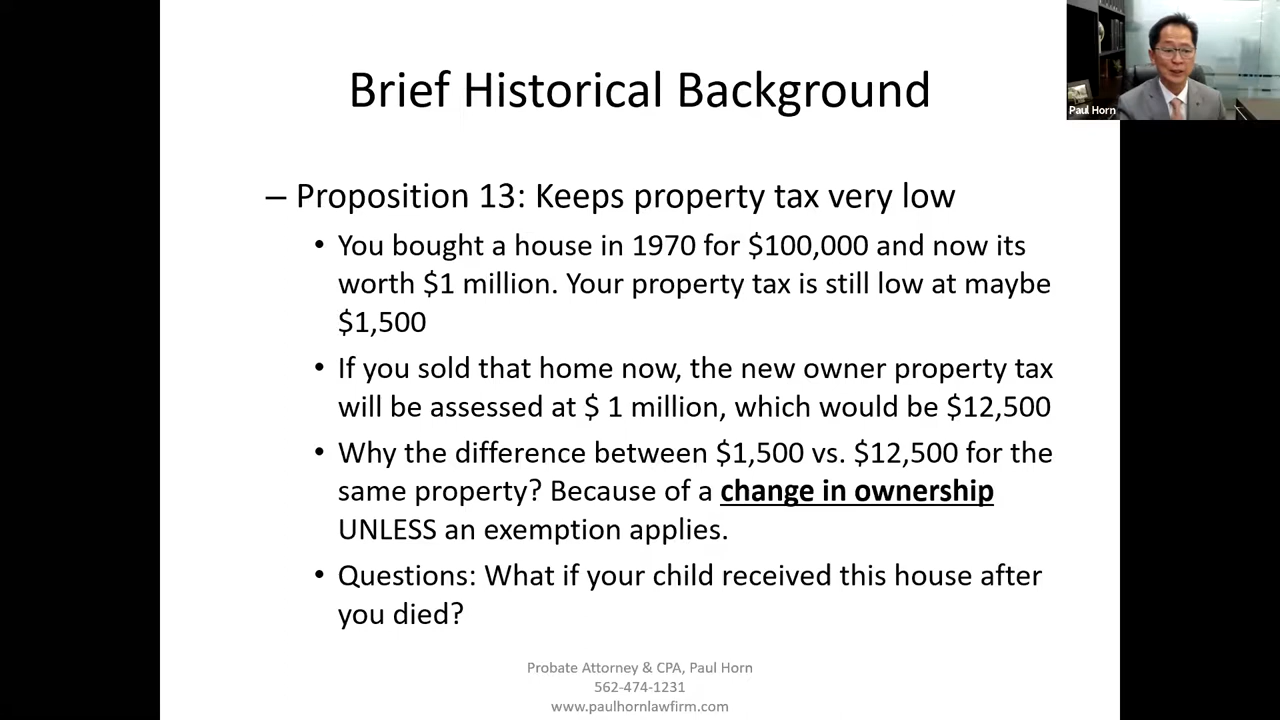 Brief Historical Background
Paul Horn
– Proposition 13: Keeps property tax very low
• You bought a house in 1970 for $100,000 and now its
worth $1 million. Your property tax is still low at maybe
$1,500
• If you sold that home now, the new owner property tax
will be assessed at $ 1 million, which would be $12,500
• Why the difference between $1,500 vs. $12,500 for the
same property? Because of a change in ownership
UNLESS an exemption applies.
• Questions: What if your child received this house after
you died?
Probate Attorney & CPA, Paul Horn
562-474-1231
www.paulhornlawfirm.com